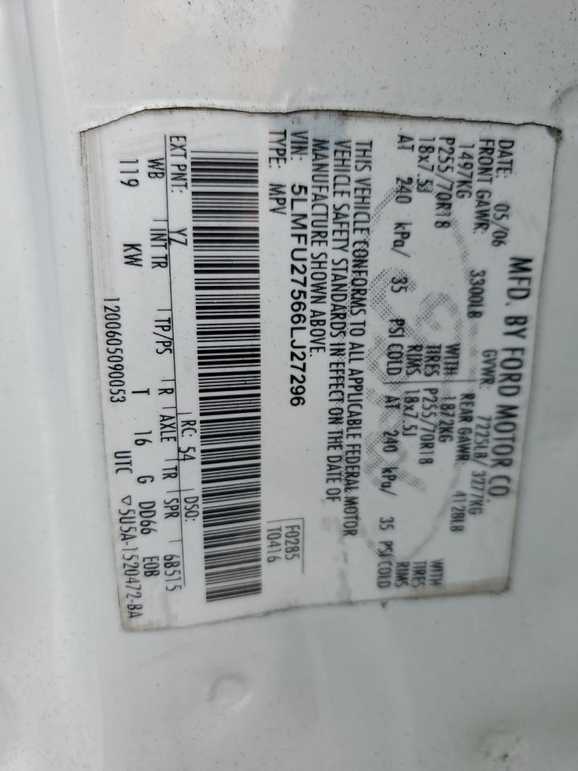 MFD. BY FORD MOTOR CO.
DATE: 05/06 GVWR: 7225LB/ 3277KG
FRONT GAWR: 3300LB REAR GAWR: 4128LB
1497KG WITH 1872KG WITH
P255/70R18 TIRES P255/70R18 TIRES
18x7.5J RIMS 18x7.5J RIMS
AT 240 kPa/ 35 PSI COLD AT 240 kPa/ 35 PSI COLD
THIS VEHICLE CONFORMS TO ALL APPLICABLE FEDERAL MOTOR
VEHICLE SAFETY STANDARDS IN EFFECT ON THE DATE OF
MANUFACTURE SHOWN ABOVE.
VIN: 5LMFU27566LJ27296 F0285
TYPE: MPV T0416
EXT PNT: YZ RC: 54 DSO:
WB INT TR TP/PS R AXLE TR SPR 6B515
119 KW T 16 G DD66 E0B
1200605090053 UTC ▽5U5A-1520472-BA